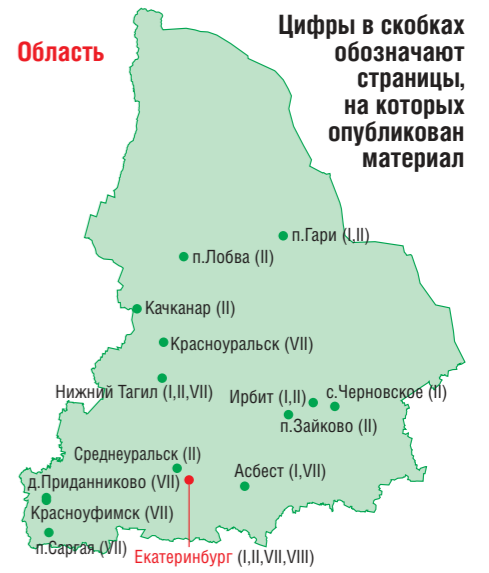 Область
Цифры в скобках
обозначают
страницы,
на которых
опубликован
материал
п.Гари (I,II)
п.Лобва (II)
Качканар (II)
Красноуральск (VII)
Нижний Тагил (I,II,VII)
Ирбит (I,II)
с.Черновское (II)
п.Зайково (II)
Среднеуральск (II)
Асбест (I,VII)
д.Приданниково (VII)
Красноуфимск (VII)
п.Саргая (VII)
Екатеринбург (I,II,VII,VIII)